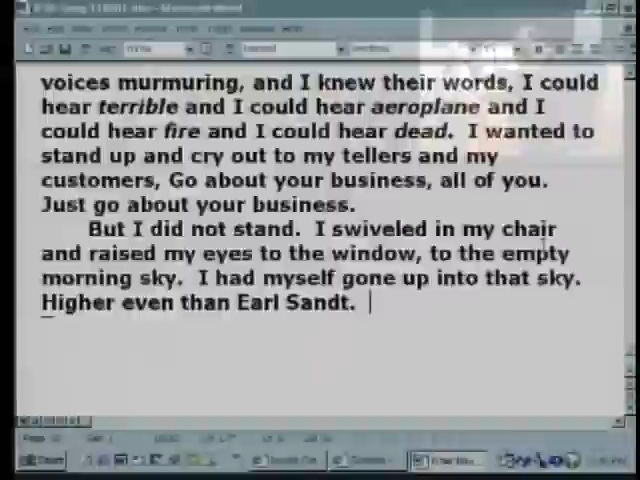 voices murmuring, and I knew their words, I could
hear terrible and I could hear aeroplane and I
could hear fire and I could hear dead. I wanted to
stand up and cry out to my tellers and my
customers, Go about your business, all of you.
Just go about your business.
But I did not stand. I swiveled in my chair
and raised my eyes to the window, to the empty
morning sky. I had myself gone up into that sky.
Higher even than Earl Sandt.